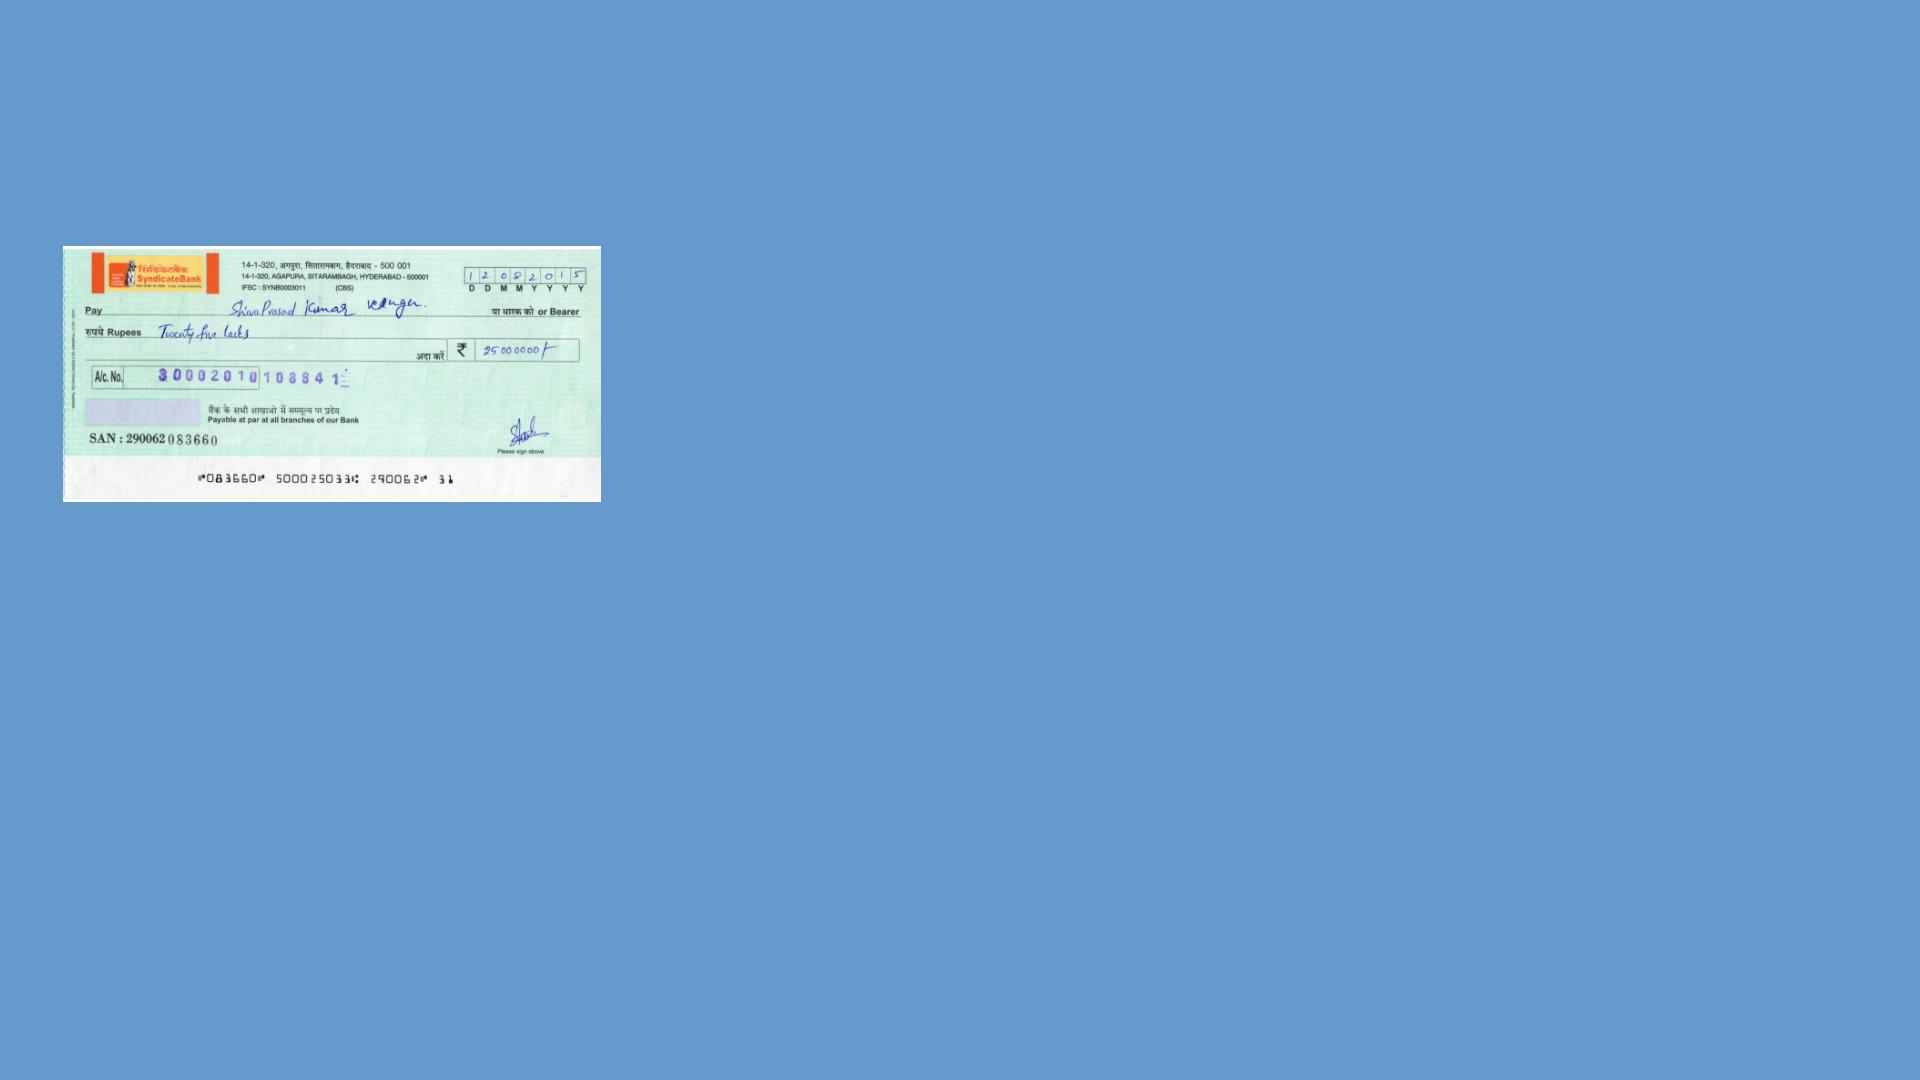 सिंडिकेटबैंक
SyndicateBank
14-1-320, अगपुरा, सितारामबाग, हैदराबाद - 500 001
14-1-320, AGAPURA, SITARAMBAGH, HYDERABAD - 500001
IFSC : SYNB0003011 (CBS)
1 2 0 8 2 0 1 5
D D M M Y Y Y Y
Pay Shiva Prasad Kumar या धारक को or Bearer
रुपये Rupees Twenty five lacks
अदा करें ₹ 25000000/-
A/c. No. 30002010108841
बैंक के सभी शाखाओं में सममूल्य पर प्रदेय
Payable at par at all branches of our Bank
SAN : 290062 083660
Please sign above
⑈083660⑈ 500025033⑆ 290062⑈ 31